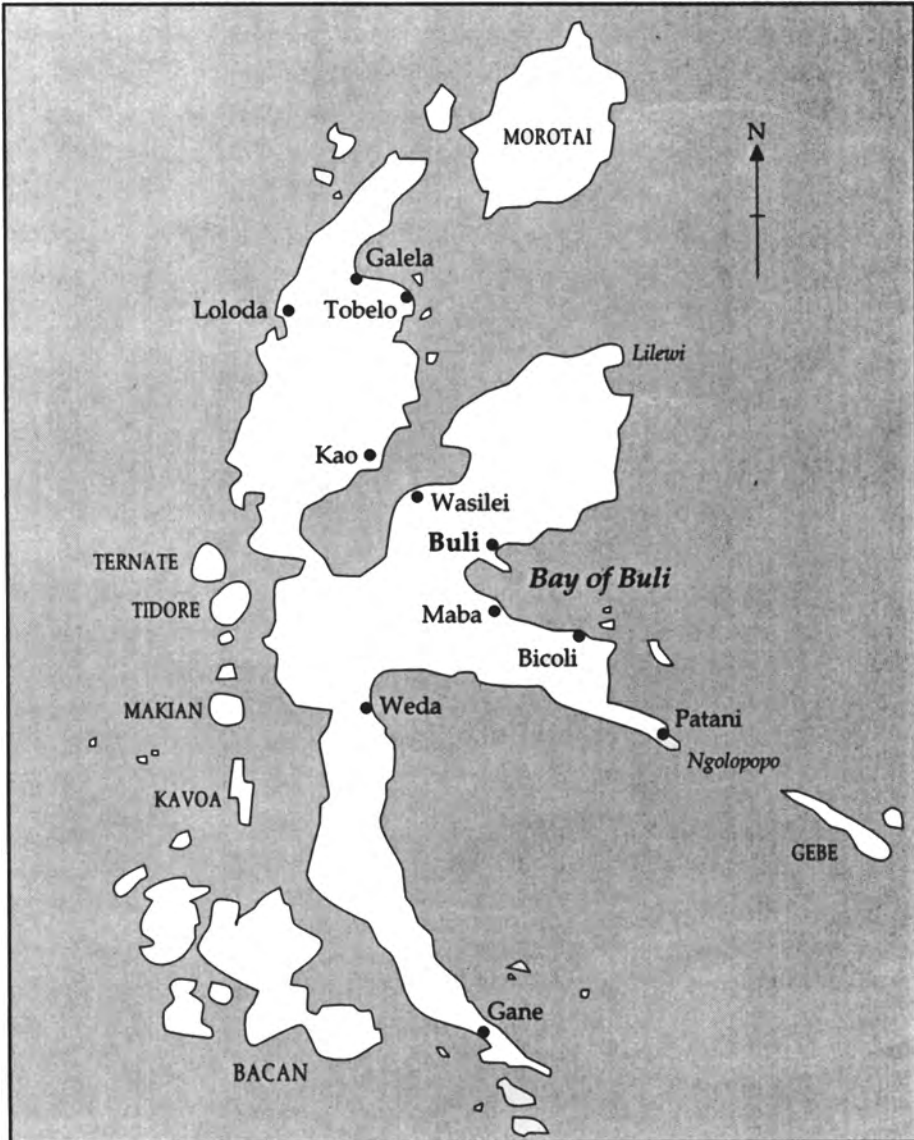 MOROTAI
N
Galela
Loloda
Tobelo
Lilewi
Kao
Wasilei
Buli
TERNATE
Bay of Buli
TIDORE
Maba
Bicoli
MAKIAN
Weda
Patani
Ngolopopo
KAVOA
GEBE
Gane
BACAN